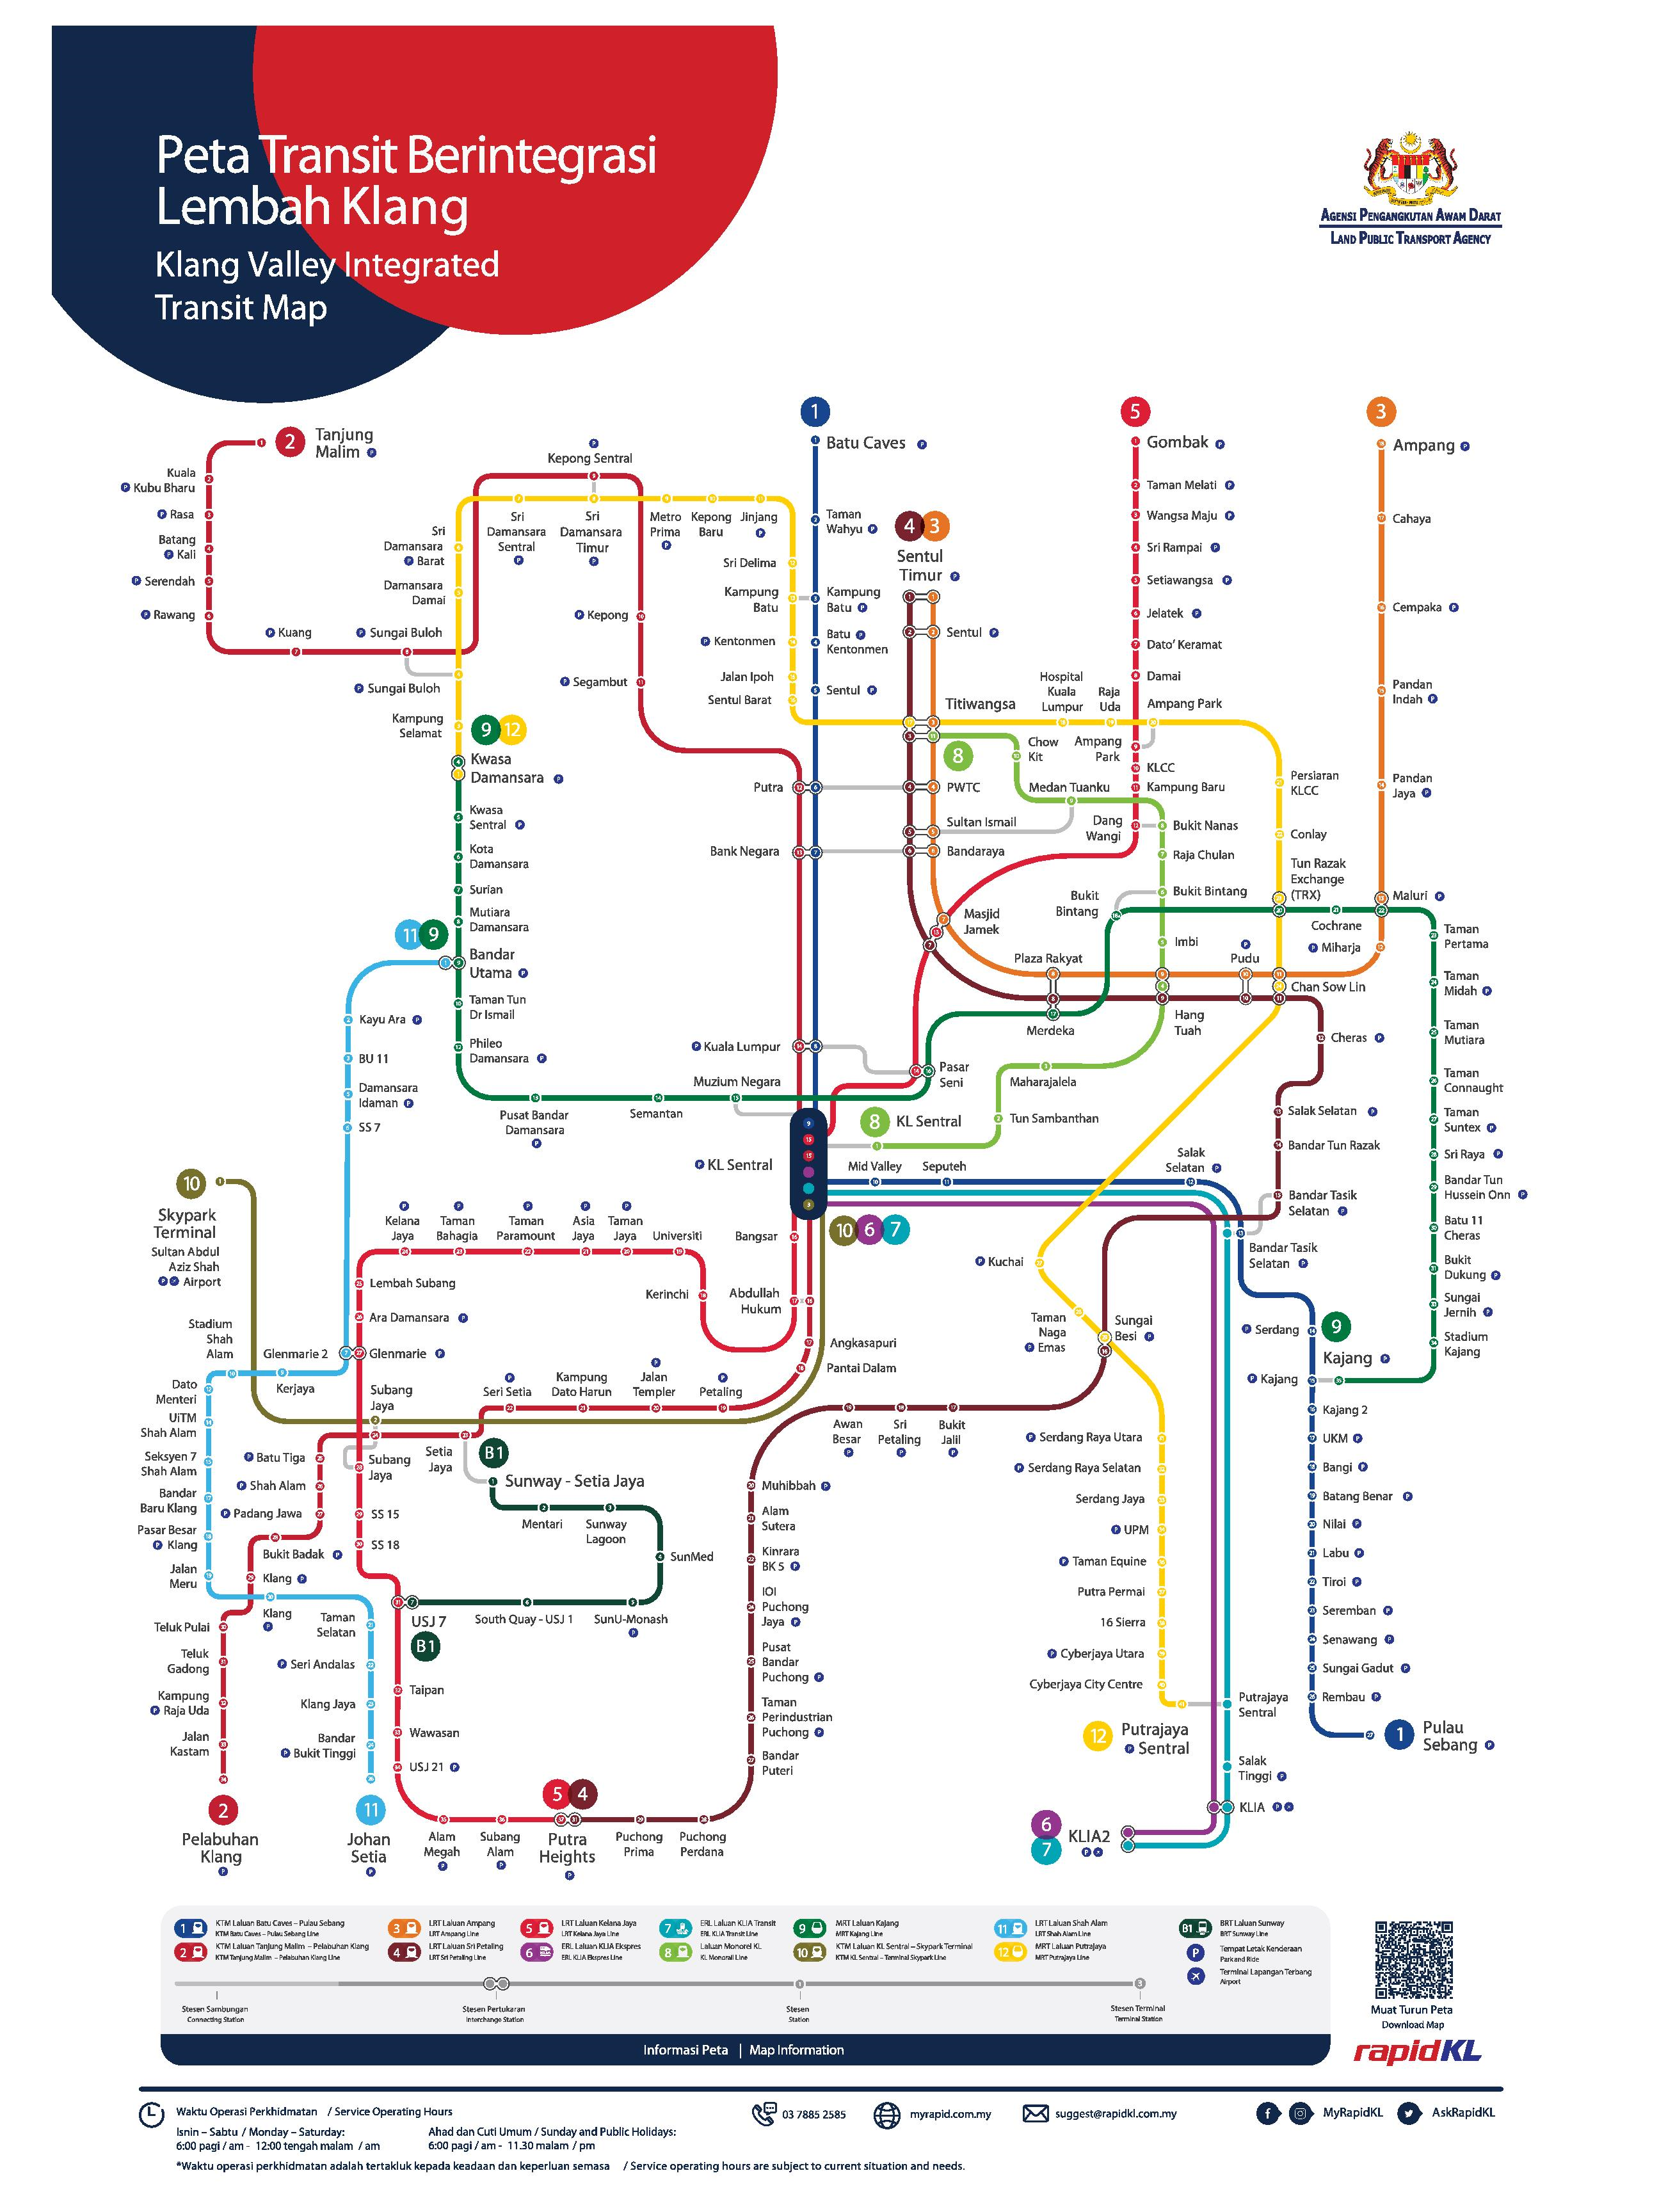 Peta Transit Berintegrasi
Lembah Klang
Klang Valley Integrated
Transit Map
AGENSI PENGANGKUTAN AWAM DARAT
LAND PUBLIC TRANSPORT AGENCY
1
5
3
2
Tanjung
Malim
Batu Caves
Gombak
Ampang
Kuala
Kubu Bharu
Rasa
Batang
Kali
Serendah
Rawang
Kuang
Sungai Buloh
Sungai Buloh
Kampung
Selamat
Sri
Damansara
Barat
Damansara
Damai
Kepong Sentral
Sri
Damansara
Sentral
Sri
Damansara
Timur
Metro
Prima
Kepong
Baru
Jinjang
Kepong
Segambut
Sri Delima
Kampung
Batu
Kentonmen
Jalan Ipoh
Sentul Barat
Taman
Wahyu
Kampung
Batu
Batu
Kentonmen
Sentul
4 3
Sentul
Timur
Sentul
Titiwangsa
8
Taman Melati
Wangsa Maju
Sri Rampai
Setiawangsa
Jelatek
Dato' Keramat
Damai
Hospital
Kuala
Lumpur
Raja
Uda
Ampang Park
Chow
Kit
Ampang
Park
KLCC
Kampung Baru
Medan Tuanku
Cahaya
Cempaka
Pandan
Indah
Pandan
Jaya
Persiaran
KLCC
Conlay
Tun Razak
Exchange
(TRX)
Maluri
Cochrane
Miharja
9 12
Kwasa
Damansara
Kwasa
Sentral
Kota
Damansara
Surian
Mutiara
Damansara
11 9
Bandar
Utama
Taman Tun
Dr Ismail
Phileo
Damansara
Putra
PWTC
Sultan Ismail
Bank Negara
Bandaraya
Dang
Wangi
Bukit Nanas
Raja Chulan
Bukit
Bintang
Bukit Bintang
Masjid
Jamek
Imbi
Plaza Rakyat
Pudu
Chan Sow Lin
Merdeka
Hang
Tuah
Cheras
Taman
Pertama
Taman
Midah
Taman
Mutiara
Taman
Connaught
Taman
Suntex
Sri Raya
Bandar Tun
Hussein Onn
Batu 11
Cheras
Bukit
Dukung
Sungai
Jernih
Stadium
Kajang
Kayu Ara
BU 11
Damansara
Idaman
SS 7
Kuala Lumpur
Pasar
Seni
Maharajalela
Muzium Negara
Pusat Bandar
Damansara
Semantan
8 KL Sentral
Tun Sambanthan
KL Sentral
Mid Valley
Seputeh
Salak
Selatan
Salak Selatan
Bandar Tun Razak
Bandar Tasik
Selatan
Bandar Tasik
Selatan
10 6 7
10
Skypark
Terminal
Sultan Abdul
Aziz Shah
Airport
Kelana
Jaya
Taman
Bahagia
Taman
Paramount
Asia
Jaya
Taman
Jaya
Universiti
Bangsar
Lembah Subang
Ara Damansara
Kerinchi
Abdullah
Hukum
Angkasapuri
Pantai Dalam
Kuchai
Taman
Naga
Emas
Sungai
Besi
Serdang
9
Kajang
Kajang
Stadium
Shah
Alam
Glenmarie 2
Glenmarie
Kerjaya
Dato
Menteri
UiTM
Shah Alam
Seksyen 7
Shah Alam
Bandar
Baru Klang
Pasar Besar
Klang
Jalan
Meru
Klang
Taman
Selatan
Seri Andalas
Klang Jaya
Bandar
Bukit Tinggi
11
Johan
Setia
Subang
Jaya
Seri Setia
Kampung
Dato Harun
Jalan
Templer
Petaling
Setia
Jaya
Subang
Jaya
Batu Tiga
Shah Alam
Padang Jawa
Bukit Badak
Klang
Teluk Pulai
Teluk
Gadong
Kampung
Raja Uda
Jalan
Kastam
2
Pelabuhan
Klang
SS 15
SS 18
B1
Sunway - Setia Jaya
Mentari
Sunway
Lagoon
SunMed
SunU-Monash
South Quay - USJ 1
USJ 7
B1
Taipan
Wawasan
USJ 21
Alam
Megah
Subang
Alam
5 4
Putra
Heights
Puchong
Prima
Puchong
Perdana
Awan
Besar
Sri
Petaling
Bukit
Jalil
Muhibbah
Alam
Sutera
Kinrara
BK 5
IOI
Puchong
Jaya
Pusat
Bandar
Puchong
Taman
Perindustrian
Puchong
Bandar
Puteri
Serdang Raya Utara
Serdang Raya Selatan
Serdang Jaya
UPM
Taman Equine
Putra Permai
16 Sierra
Cyberjaya Utara
Cyberjaya City Centre
12
Putrajaya
Sentral
Putrajaya
Sentral
Salak
Tinggi
KLIA
6
7
KLIA2
Kajang 2
UKM
Bangi
Batang Benar
Nilai
Labu
Tiroi
Seremban
Senawang
Sungai Gadut
Rembau
1
Pulau
Sebang
1 KTM Laluan Batu Caves – Pulau Sebang
KTM Batu Caves – Pulau Sebang Line
2 KTM Laluan Tanjung Malim – Pelabuhan Klang
KTM Tanjung Malim – Pelabuhan Klang Line
3 LRT Laluan Ampang
LRT Ampang Line
4 LRT Laluan Sri Petaling
LRT Sri Petaling Line
5 LRT Laluan Kelana Jaya
LRT Kelana Jaya Line
6 ERL Laluan KLIA Ekspres
ERL KLIA Ekspres Line
7 ERL Laluan KLIA Transit
ERL KLIA Transit Line
8 Laluan Monorel KL
KL Monorail Line
9 MRT Laluan Kajang
MRT Kajang Line
10 KTM Laluan KL Sentral – Skypark Terminal
KTM KL Sentral – Terminal Skypark Line
11 LRT Laluan Shah Alam
LRT Shah Alam Line
12 MRT Laluan Putrajaya
MRT Putrajaya Line
B1 BRT Laluan Sunway
BRT Sunway Line
P Tempat Letak Kenderaan
Park and Ride
Terminal Lapangan Terbang
Airport
Stesen Sambungan
Connecting Station
Stesen Pertukaran
Interchange Station
Stesen
Station
Stesen Terminal
Terminal Station
Informasi Peta | Map Information
Muat Turun Peta
Download Map
rapidKL
Waktu Operasi Perkhidmatan / Service Operating Hours
Isnin – Sabtu / Monday – Saturday:
6:00 pagi / am - 12:00 tengah malam / am
Ahad dan Cuti Umum / Sunday and Public Holidays:
6:00 pagi / am - 11.30 malam / pm
*Waktu operasi perkhidmatan adalah tertakluk kepada keadaan dan keperluan semasa / Service operating hours are subject to current situation and needs.
03 7885 2585
myrapid.com.my
suggest@rapidkl.com.my
MyRapidKL
AskRapidKL